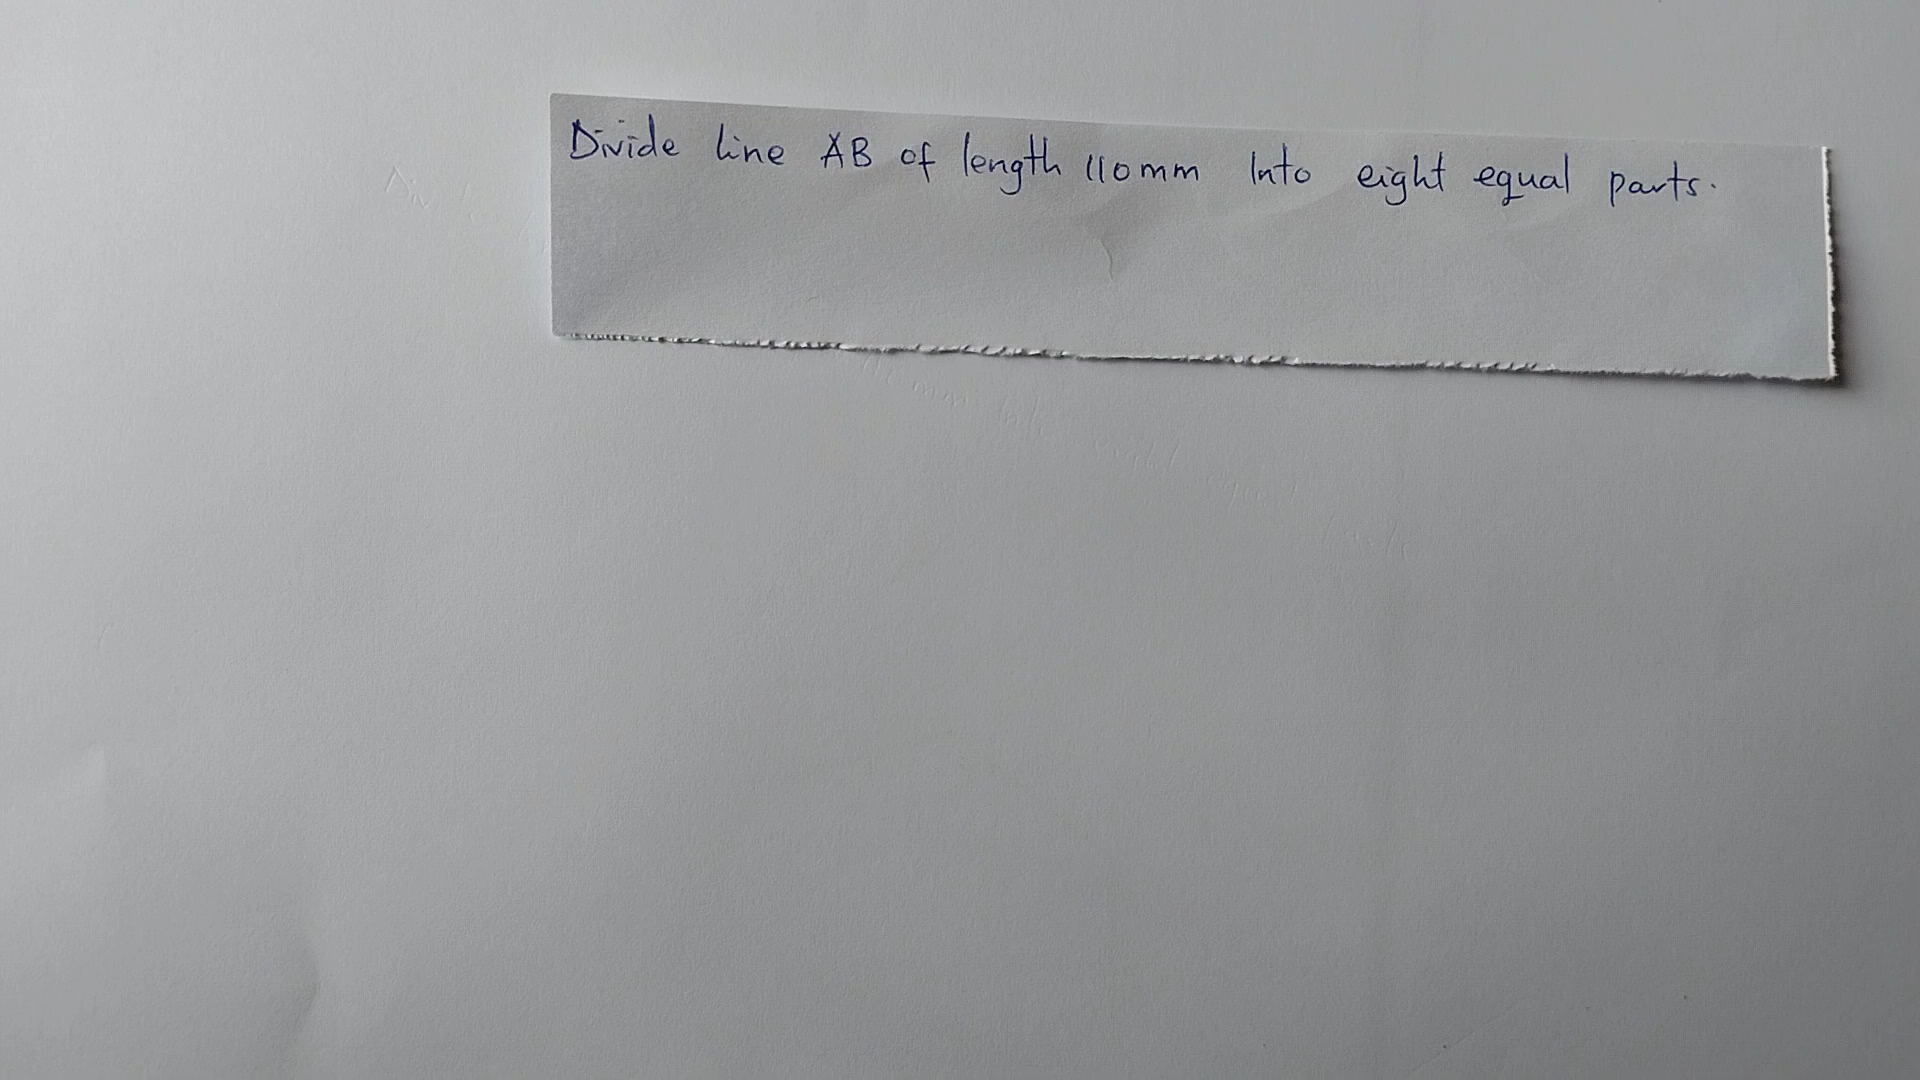 Divide line AB of length 110mm Into eight equal parts.